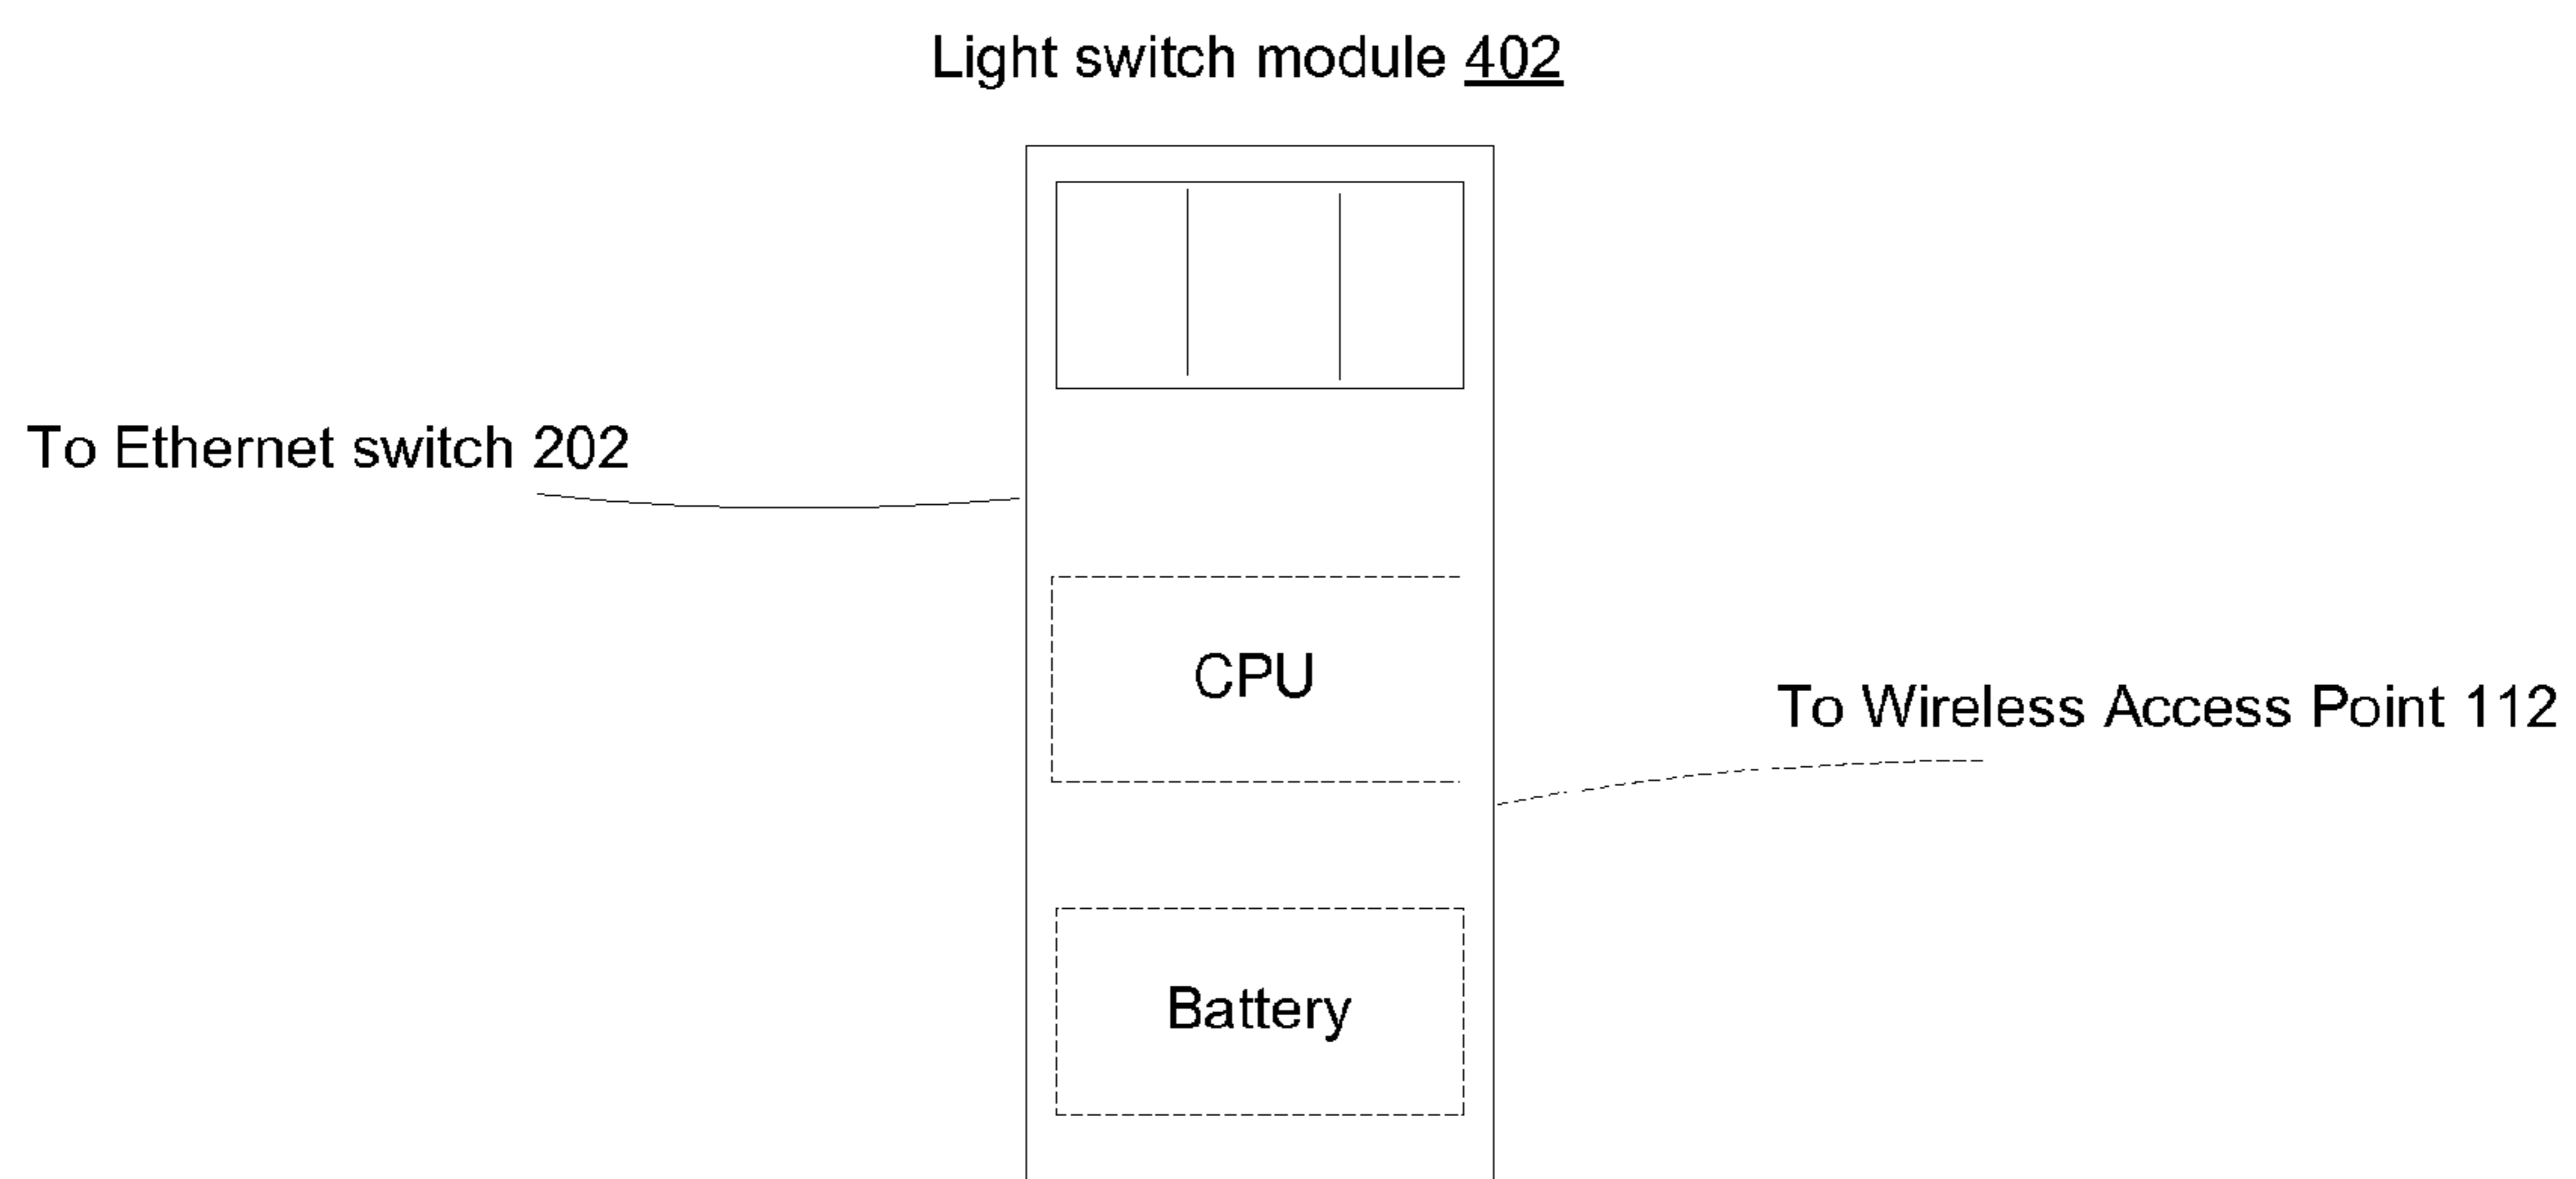 Light switch module 402
To Ethernet switch 202
CPU
To Wireless Access Point 112
Battery